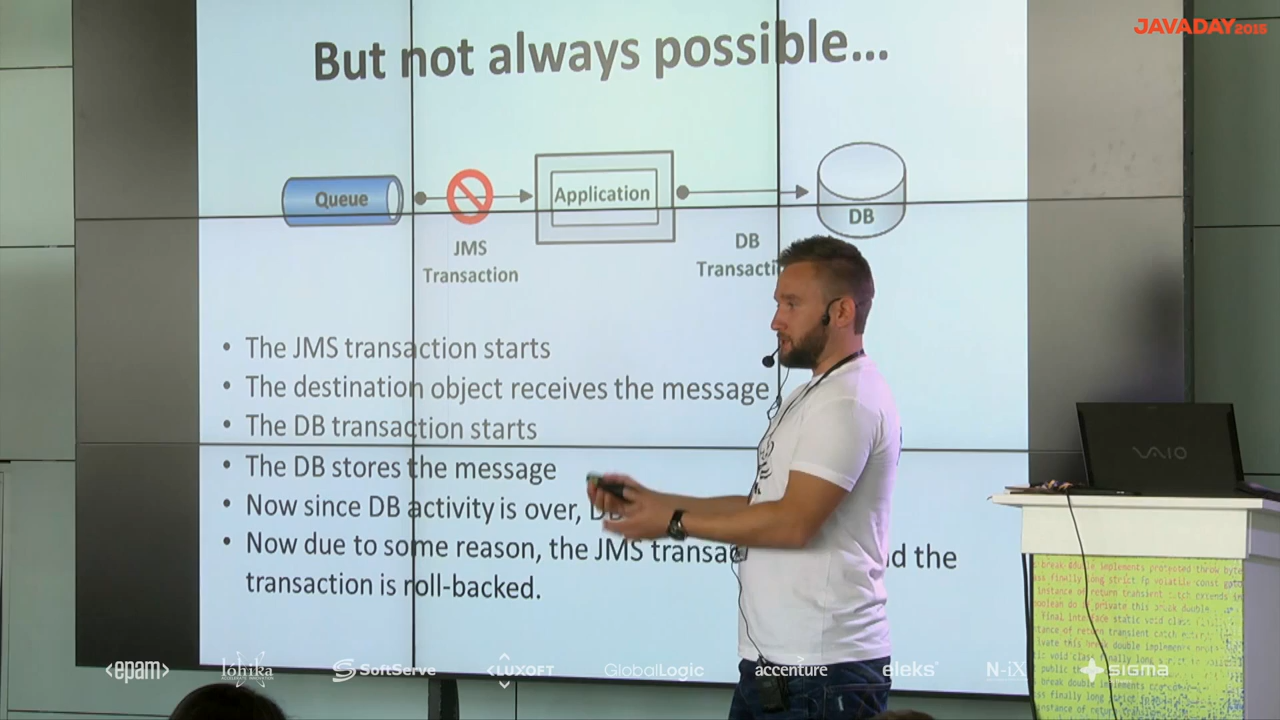 JAVADAY2015
But not always possible...
Queue
Application
DB
JMS
Transaction
DB
Transacti
• The JMS transaction starts
• The destination object receives the message
• The DB transaction starts
• The DB stores the message
• Now since DB activity is over, DB
• Now due to some reason, the JMS transac d the
transaction is roll-backed.
VAIO
<epam>
lóhika
SoftServe
LUXOFT
GlobalLogic
accenture
eleks
N-iX
sigma